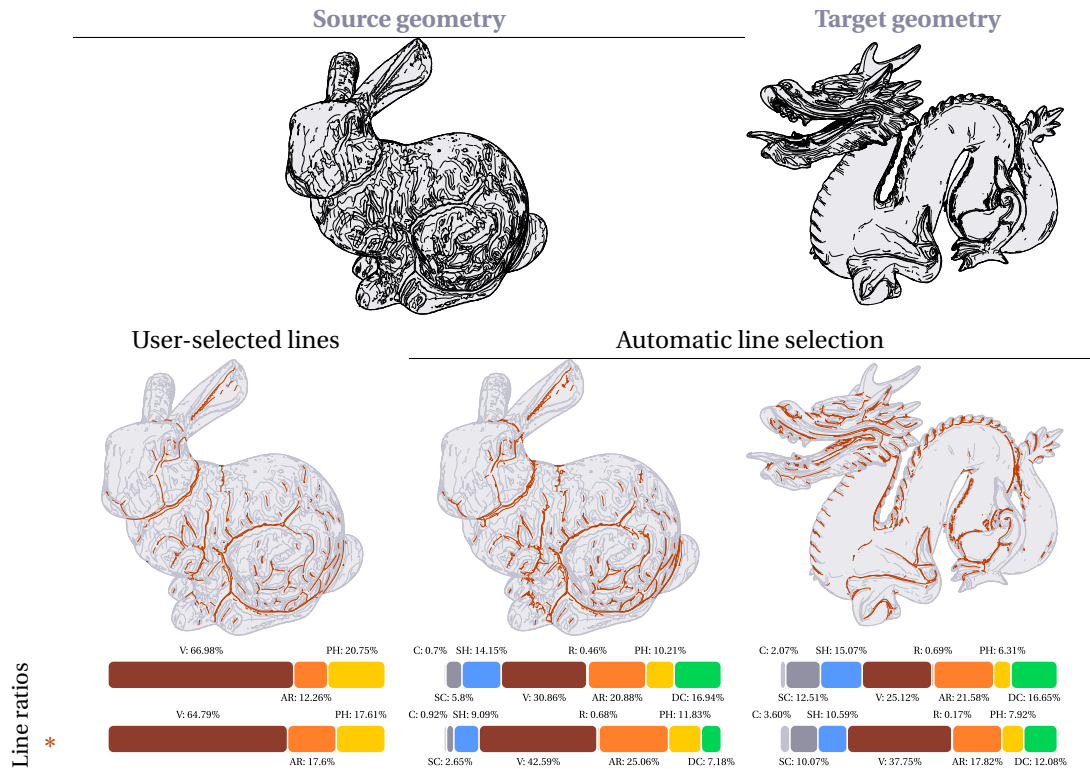 Source geometry
Target geometry
User-selected lines
Automatic line selection
V: 66.98%
PH: 20.75%
C: 0.7%
SH: 14.15%
R: 0.46%
PH: 10.21%
C: 2.07%
SH: 15.07%
R: 0.69%
PH: 6.31%
AR: 12.26%
SC: 5.8%
V: 30.86%
AR: 20.88%
DC: 16.94%
SC: 12.51%
V: 25.12%
AR: 21.58%
DC: 16.65%
V: 64.79%
PH: 17.61%
C: 0.92%
SH: 9.09%
R: 0.68%
PH: 11.83%
C: 3.60%
SH: 10.59%
R: 0.17%
PH: 7.92%
AR: 17.6%
SC: 2.65%
V: 42.59%
AR: 25.06%
DC: 7.18%
SC: 10.07%
V: 37.75%
AR: 17.82%
DC: 12.08%
Line ratios
*